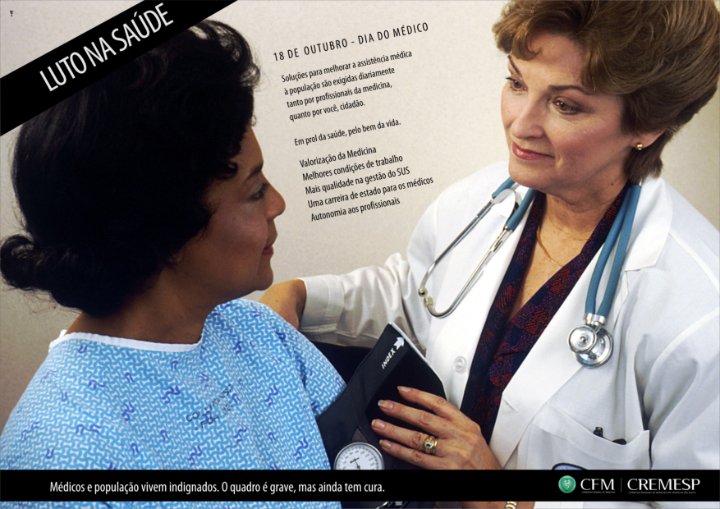 LUTO NA SAÚDE
18 DE OUTUBRO - DIA DO MÉDICO
Soluções para melhorar a assistência médica
à população são exigidas diariamente
tanto por profissionais da medicina,
quanto por você, cidadão.
Em prol da saúde, pelo bem da vida.
Valorização da Medicina
Melhores condições de trabalho
Mais qualidade na gestão do SUS
Uma carreira de estado para os médicos
Autonomia aos profissionais
INDEX
Médicos e população vivem indignados. O quadro é grave, mas ainda tem cura.
CFM | CREMESP